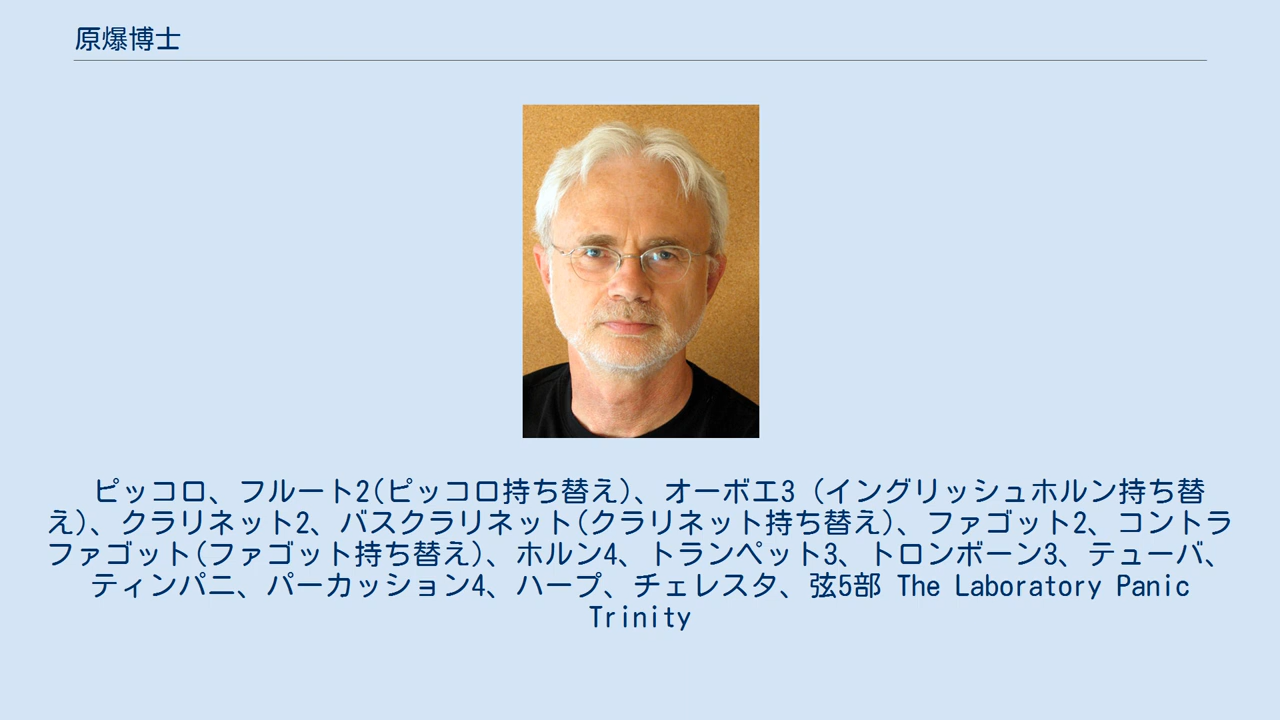 原爆博士
ピッコロ、フルート2(ピッコロ持ち替え)、オーボエ3 (イングリッシュホルン持ち替
え)、クラリネット2、バスクラリネット(クラリネット持ち替え)、ファゴット2、コントラ
ファゴット(ファゴット持ち替え)、ホルン4、トランペット3、トロンボーン3、テューバ、
ティンパニ、パーカッション4、ハープ、チェレスタ、弦5部 The Laboratory Panic
Trinity